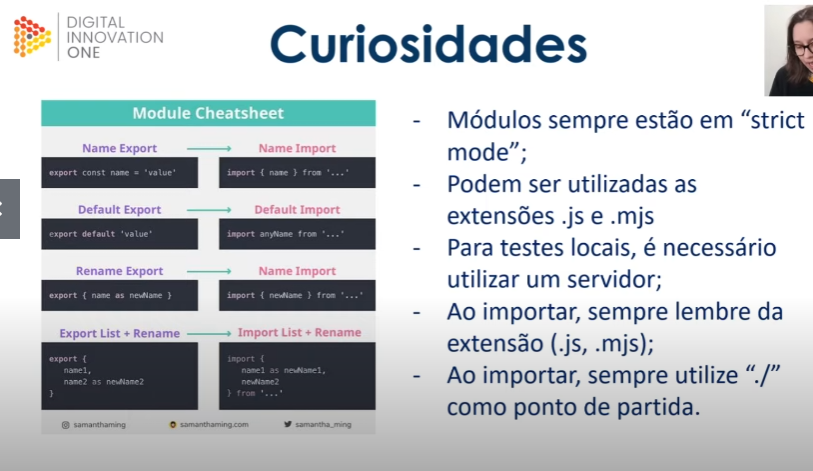 DIGITAL
INNOVATION
ONE
Curiosidades
Module Cheatsheet
Name Export
Name Import
export const name = 'value'
import { name } from '...'
Default Export
Default Import
export default 'value'
import anyName from '...'
Rename Export
Name Import
export { name as newName }
import { newName } from '...'
Export List + Rename
Import List + Rename
export {
name1,
name2 as newName2
}
import {
name1 as newName1,
newName2
} from '...'
samanthaming
samanthaming.com
samantha_ming
- Módulos sempre estão em “strict
mode”;
- Podem ser utilizadas as
extensões .js e .mjs
- Para testes locais, é necessário
utilizar um servidor;
- Ao importar, sempre lembre da
extensão (.js, .mjs);
- Ao importar, sempre utilize “./”
como ponto de partida.